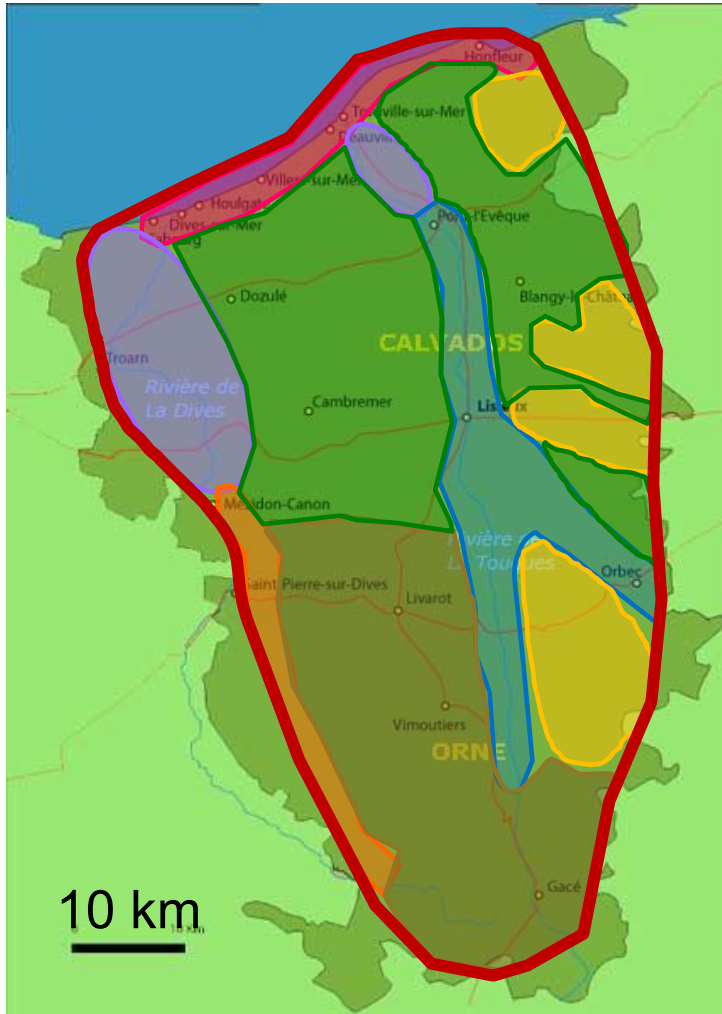 Honfleur
Trouville-sur-Mer
Deauville
Villers-sur-Mer
Houlgate
Dives-sur-Mer
Pont-l'Evêque
Dozulé
Blangy-le-Château
CALVADOS
Troarn
Rivière de
La Dives
Cambremer
Lisieux
Mézidon-Canon
Rivière de
La Touques
Orbec
Saint Pierre-sur-Dives
Livarot
Vimoutiers
ORNE
Gacé
10 km